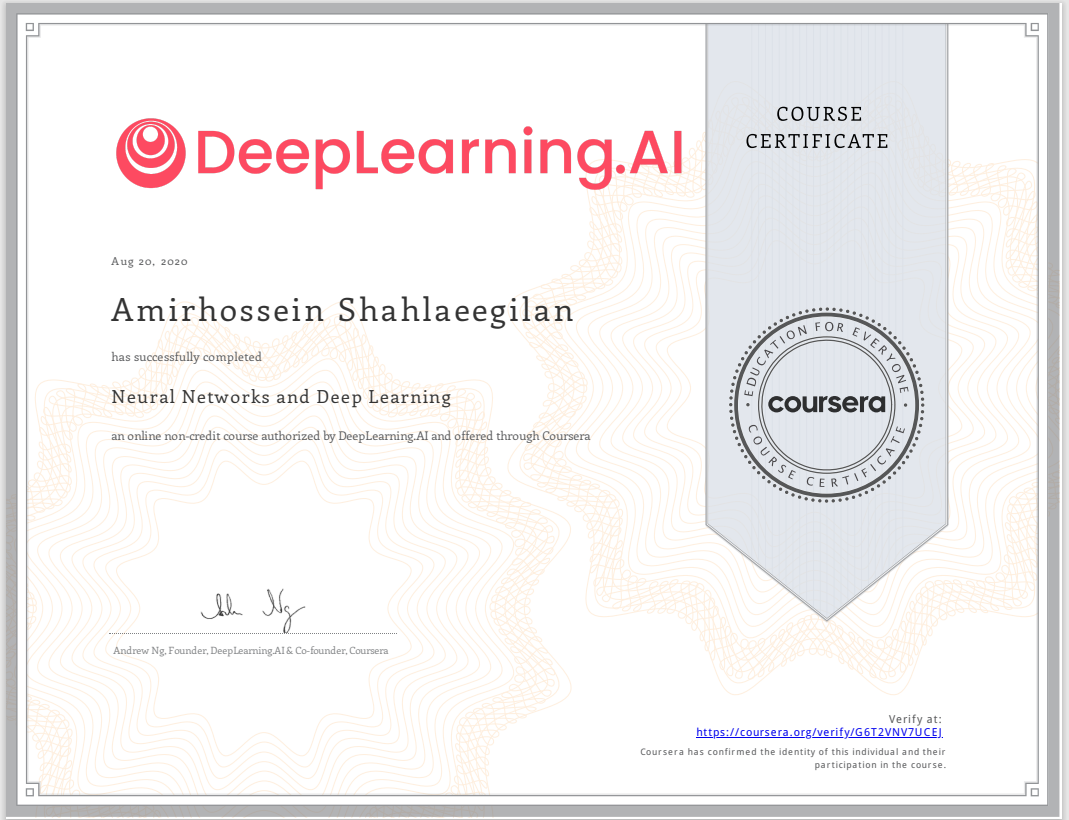 DeepLearning.AI
COURSE
CERTIFICATE
Aug 20, 2020
Amirhossein Shahlaeegilan
has successfully completed
Neural Networks and Deep Learning
an online non-credit course authorized by DeepLearning.AI and offered through Coursera
EDUCATION FOR EVERYONE
coursera
COURSE CERTIFICATE
Andrew Ng, Founder, DeepLearning.AI & Co-founder, Coursera
Verify at:
https://coursera.org/verify/G6T2VNV7UCEJ
Coursera has confirmed the identity of this individual and their
participation in the course.